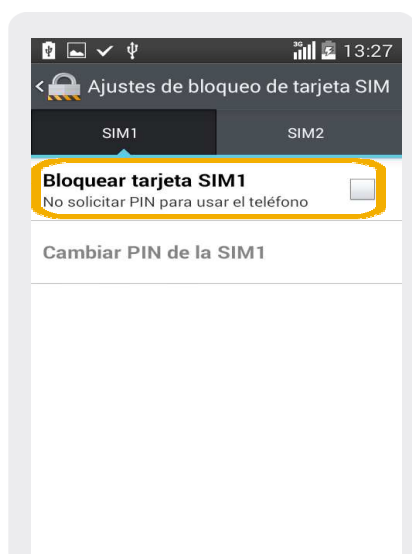 3G 13:27
< Ajustes de bloqueo de tarjeta SIM
SIM1 SIM2
Bloquear tarjeta SIM1
No solicitar PIN para usar el teléfono
Cambiar PIN de la SIM1